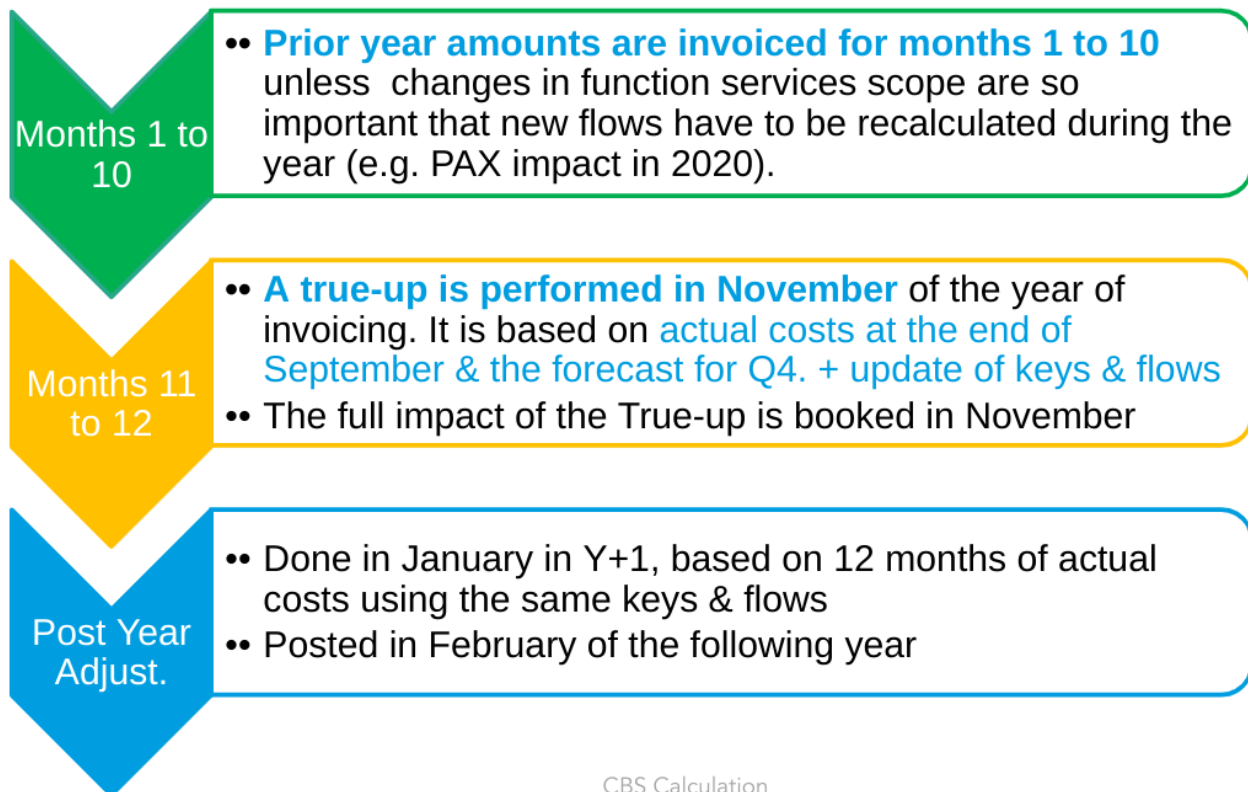 Months 1 to
10
•• Prior year amounts are invoiced for months 1 to 10
unless  changes in function services scope are so
important that new flows have to be recalculated during the
year (e.g. PAX impact in 2020).
Months 11
to 12
•• A true-up is performed in November of the year of
invoicing. It is based on actual costs at the end of
September & the forecast for Q4. + update of keys & flows
•• The full impact of the True-up is booked in November
Post Year
Adjust.
•• Done in January in Y+1, based on 12 months of actual
costs using the same keys & flows
•• Posted in February of the following year
CBS Calculation